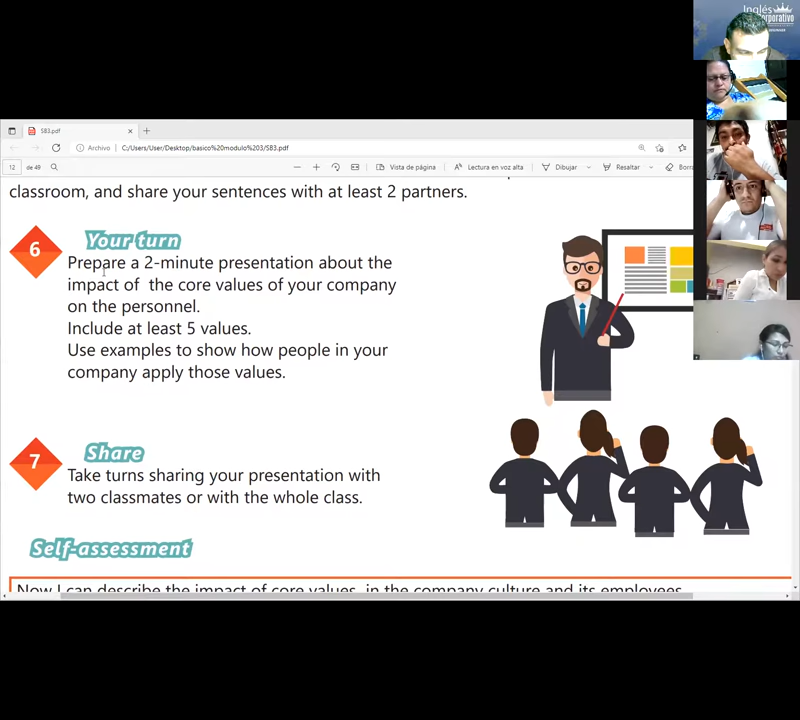 Inglés
SB3.pdf
Archivo
C:/Users/User/Desktop/basico%20modulo%203/SB3.pdf
12
de 49
Vista de página
Lectura en voz alta
Dibujar
Resaltar
Borra
classroom, and share your sentences with at least 2 partners.
6
Your turn
Prepare a 2-minute presentation about the
impact of the core values of your company
on the personnel.
Include at least 5 values.
Use examples to show how people in your
company apply those values.
7
Share
Take turns sharing your presentation with
two classmates or with the whole class.
Self-assessment
Now I can describe the impact of core values in the company culture and its employees